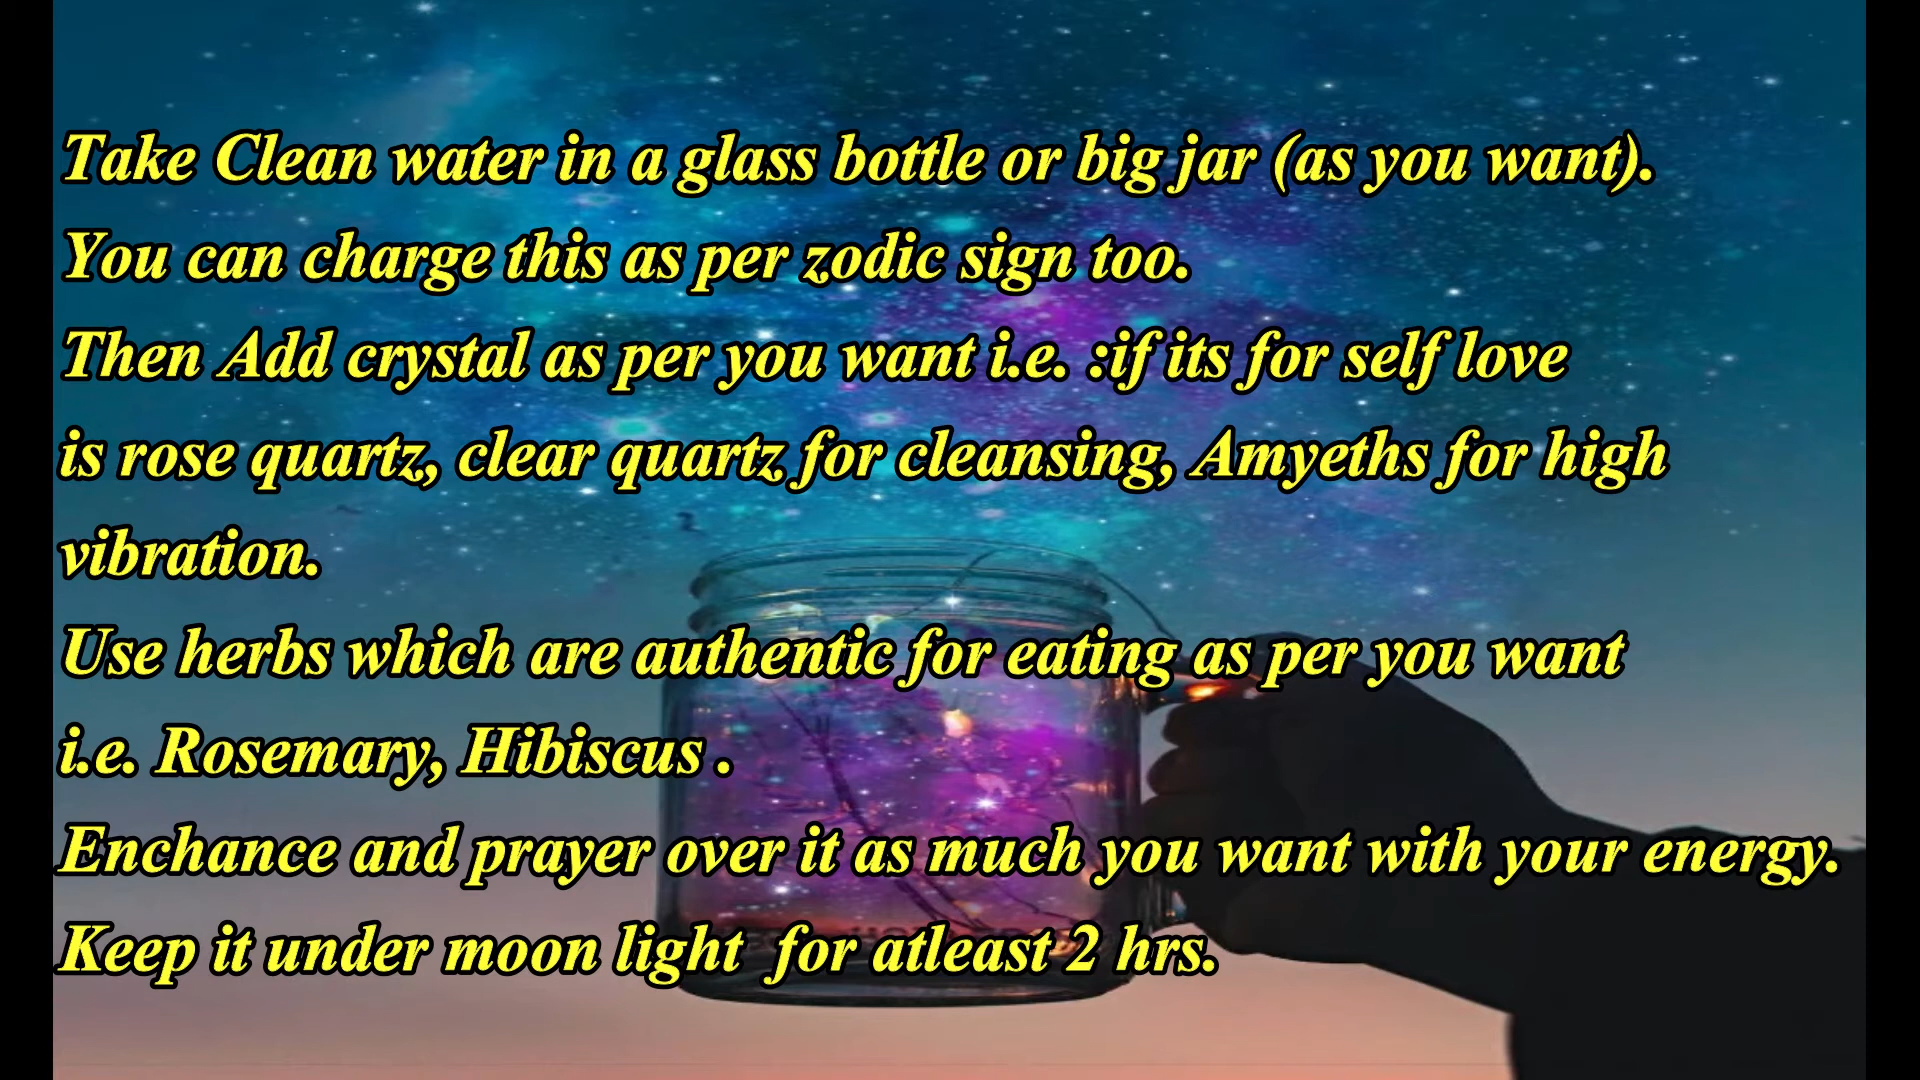 Take Clean water in a glass bottle or big jar (as you want).
You can charge this as per zodic sign too.
Then Add crystal as per you want i.e. :if its for self love
is rose quartz, clear quartz for cleansing, Amyeths for high
vibration.
Use herbs which are authentic for eating as per you want
i.e. Rosemary, Hibiscus .
Enchance and prayer over it as much you want with your energy.
Keep it under moon light  for atleast 2 hrs.